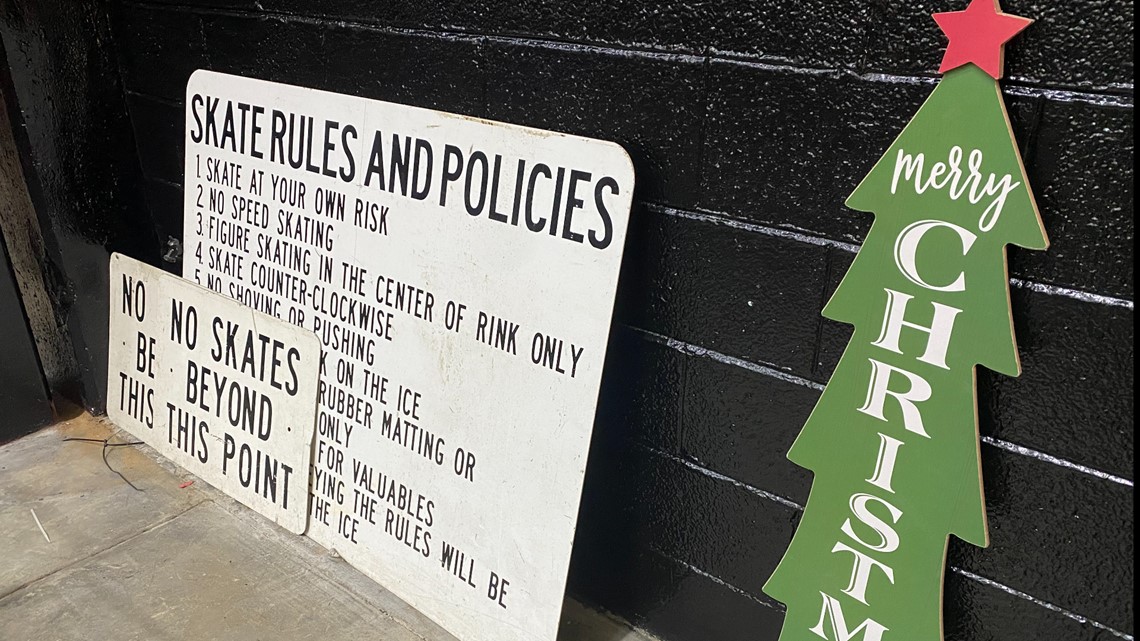 SKATE RULES AND POLICIES
1. SKATE AT YOUR OWN RISK
2. NO SPEED SKATING
3. FIGURE SKATING IN THE CENTER OF RINK ONLY
4. SKATE COUNTER-CLOCKWISE
5. NO SHOVING OR PUSHING
K ON THE ICE
RUBBER MATTING OR
ONLY
FOR VALUABLES
YING THE RULES WILL BE
HE ICE
NO NO SKATES
· BE · BEYOND ·
THIS THIS POINT
merry
CHRISTM